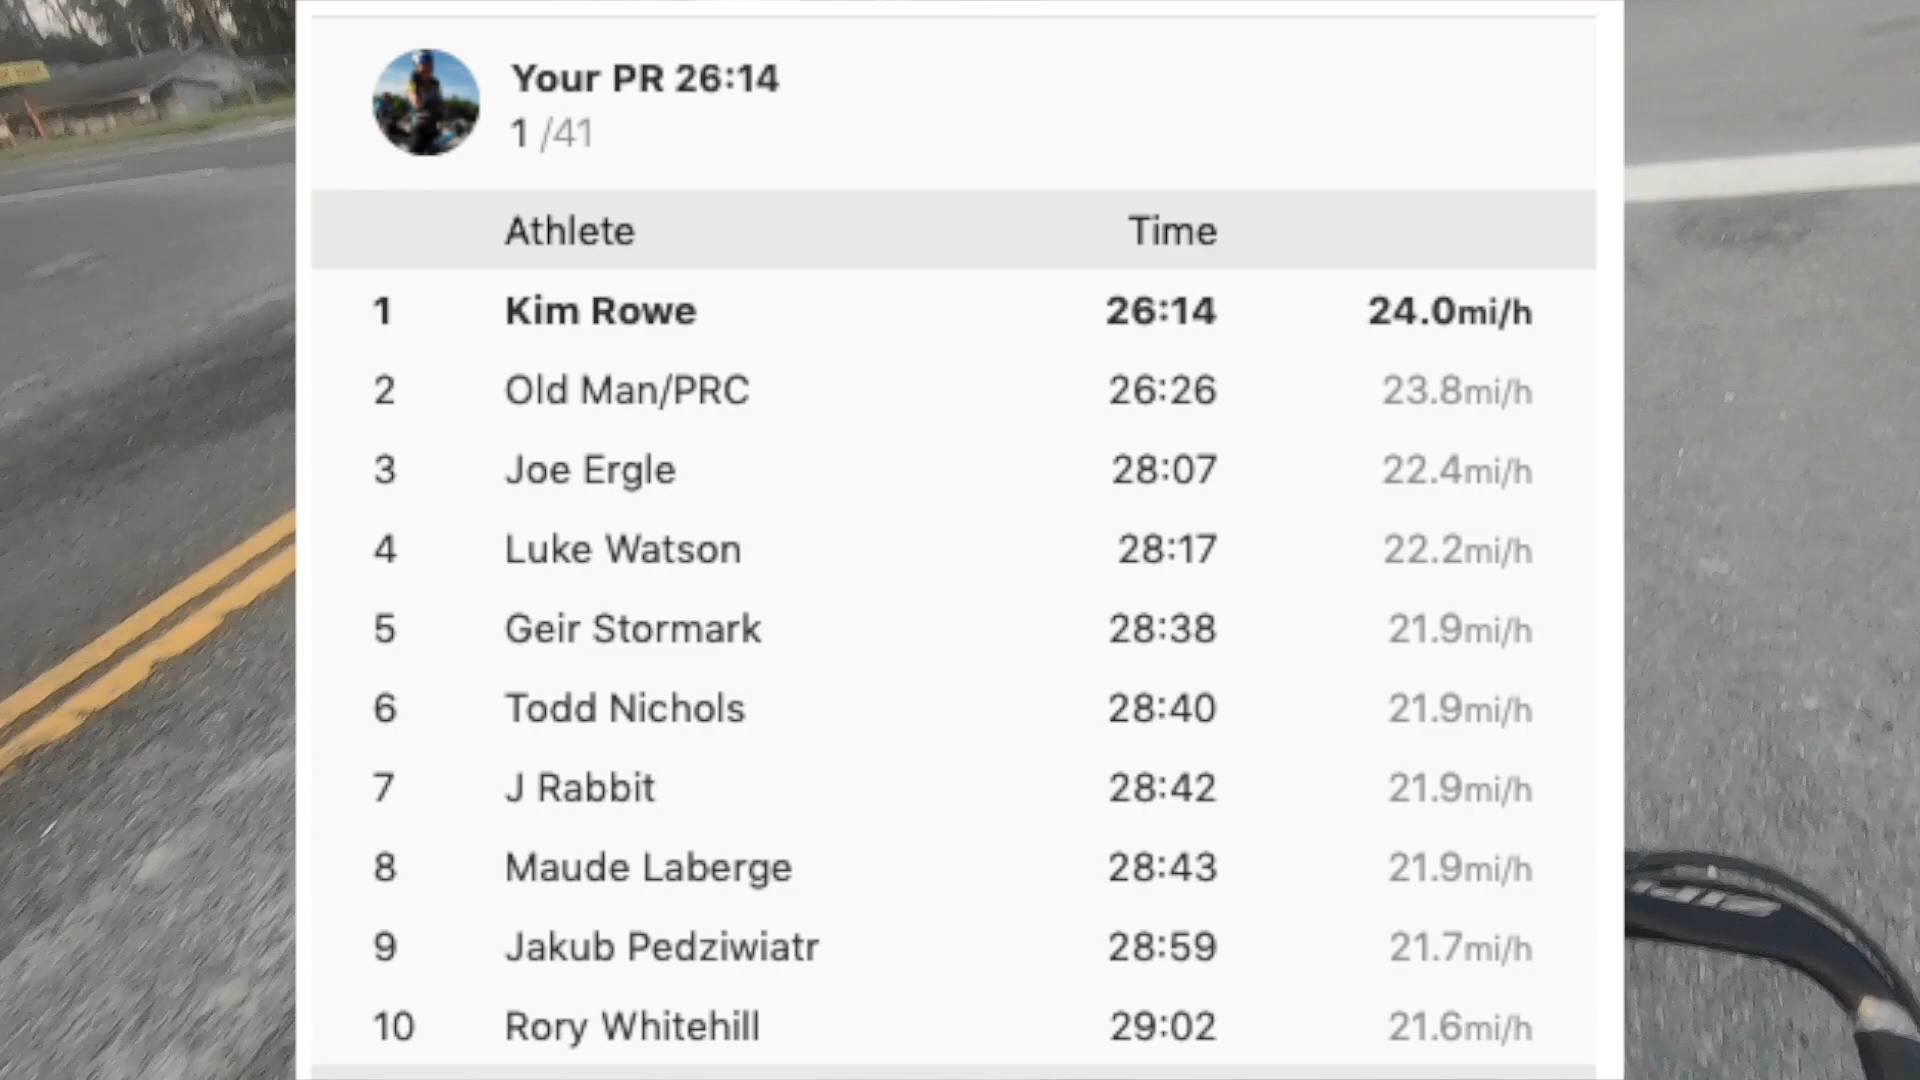 Your PR 26:14
1 /41
Athlete Time
1 Kim Rowe 26:14 24.0mi/h
2 Old Man/PRC 26:26 23.8mi/h
3 Joe Ergle 28:07 22.4mi/h
4 Luke Watson 28:17 22.2mi/h
5 Geir Stormark 28:38 21.9mi/h
6 Todd Nichols 28:40 21.9mi/h
7 J Rabbit 28:42 21.9mi/h
8 Maude Laberge 28:43 21.9mi/h
9 Jakub Pedziwiatr 28:59 21.7mi/h
10 Rory Whitehill 29:02 21.6mi/h